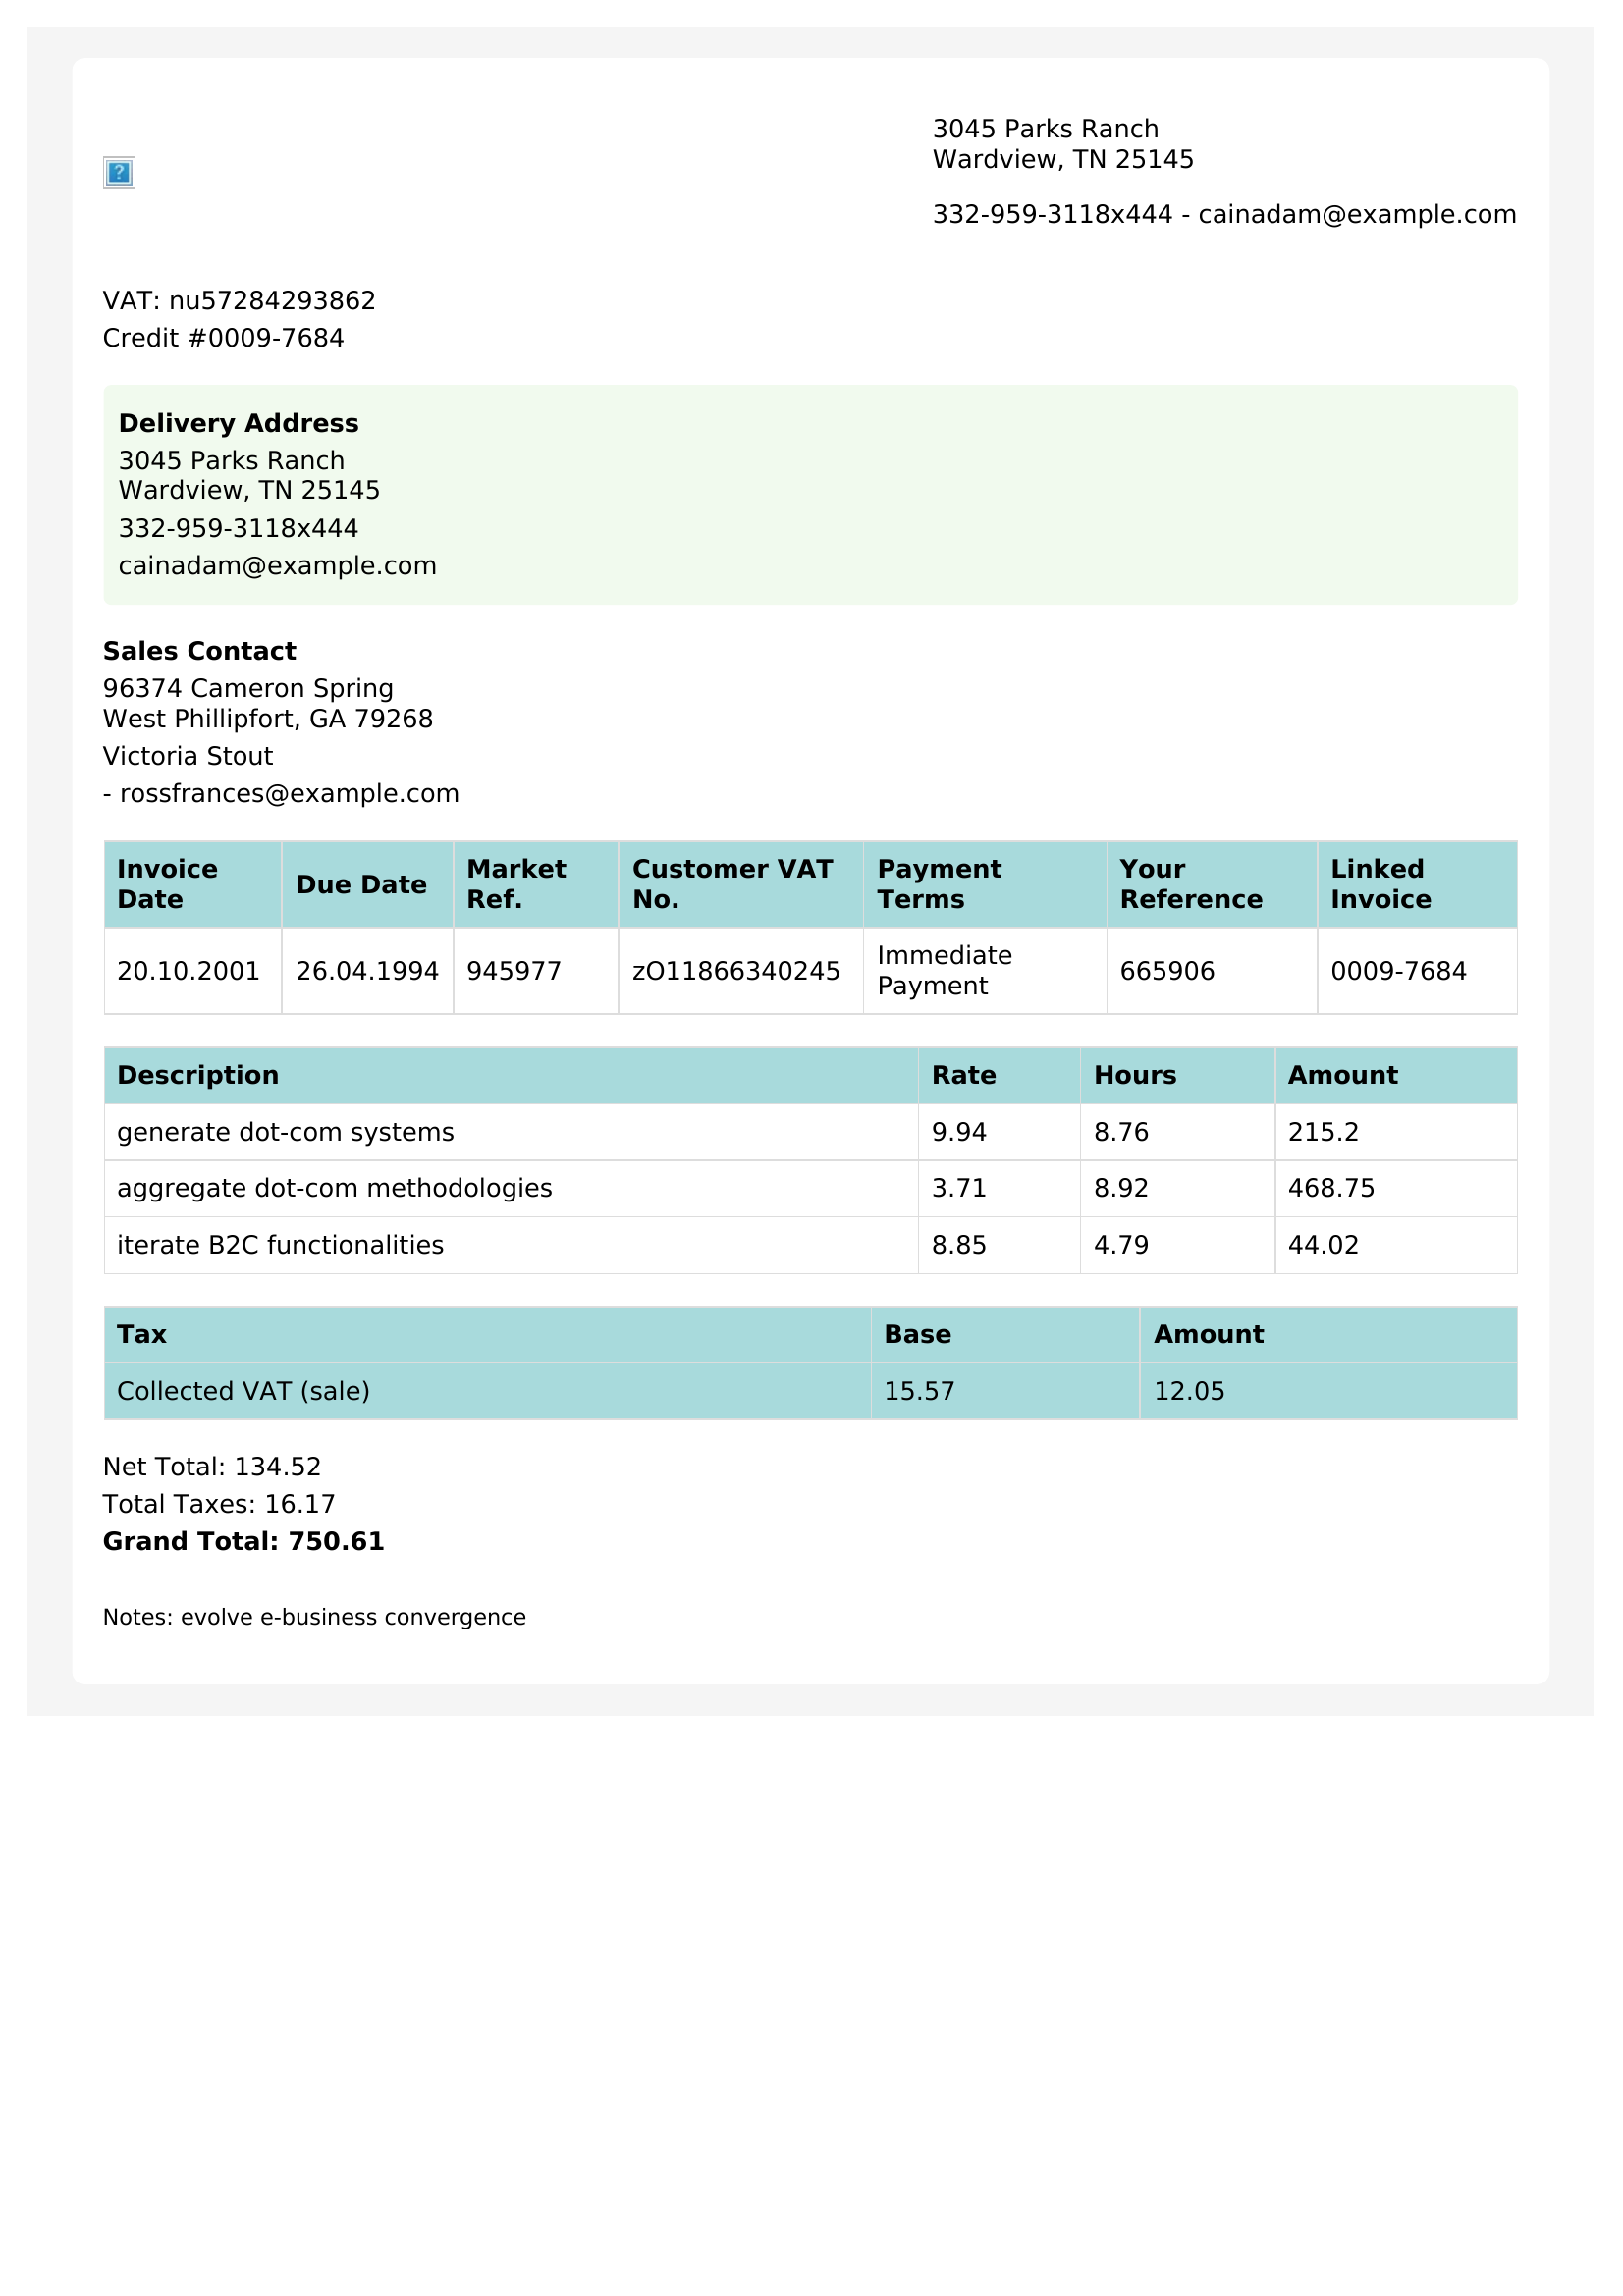 3045 Parks Ranch
Wardview, TN 25145
332-959-3118x444 - cainadam@example.com
VAT: nu57284293862
Credit #0009-7684
Delivery Address
3045 Parks Ranch
Wardview, TN 25145
332-959-3118x444
cainadam@example.com
Sales Contact
96374 Cameron Spring
West Phillipfort, GA 79268
Victoria Stout
- rossfrances@example.com
Invoice Date Due Date Market Ref. Customer VAT No. Payment Terms Your Reference Linked Invoice
20.10.2001 26.04.1994 945977 zO11866340245 Immediate Payment 665906 0009-7684
Description Rate Hours Amount
generate dot-com systems 9.94 8.76 215.2
aggregate dot-com methodologies 3.71 8.92 468.75
iterate B2C functionalities 8.85 4.79 44.02
Tax Base Amount
Collected VAT (sale) 15.57 12.05
Net Total: 134.52
Total Taxes: 16.17
Grand Total: 750.61
Notes: evolve e-business convergence